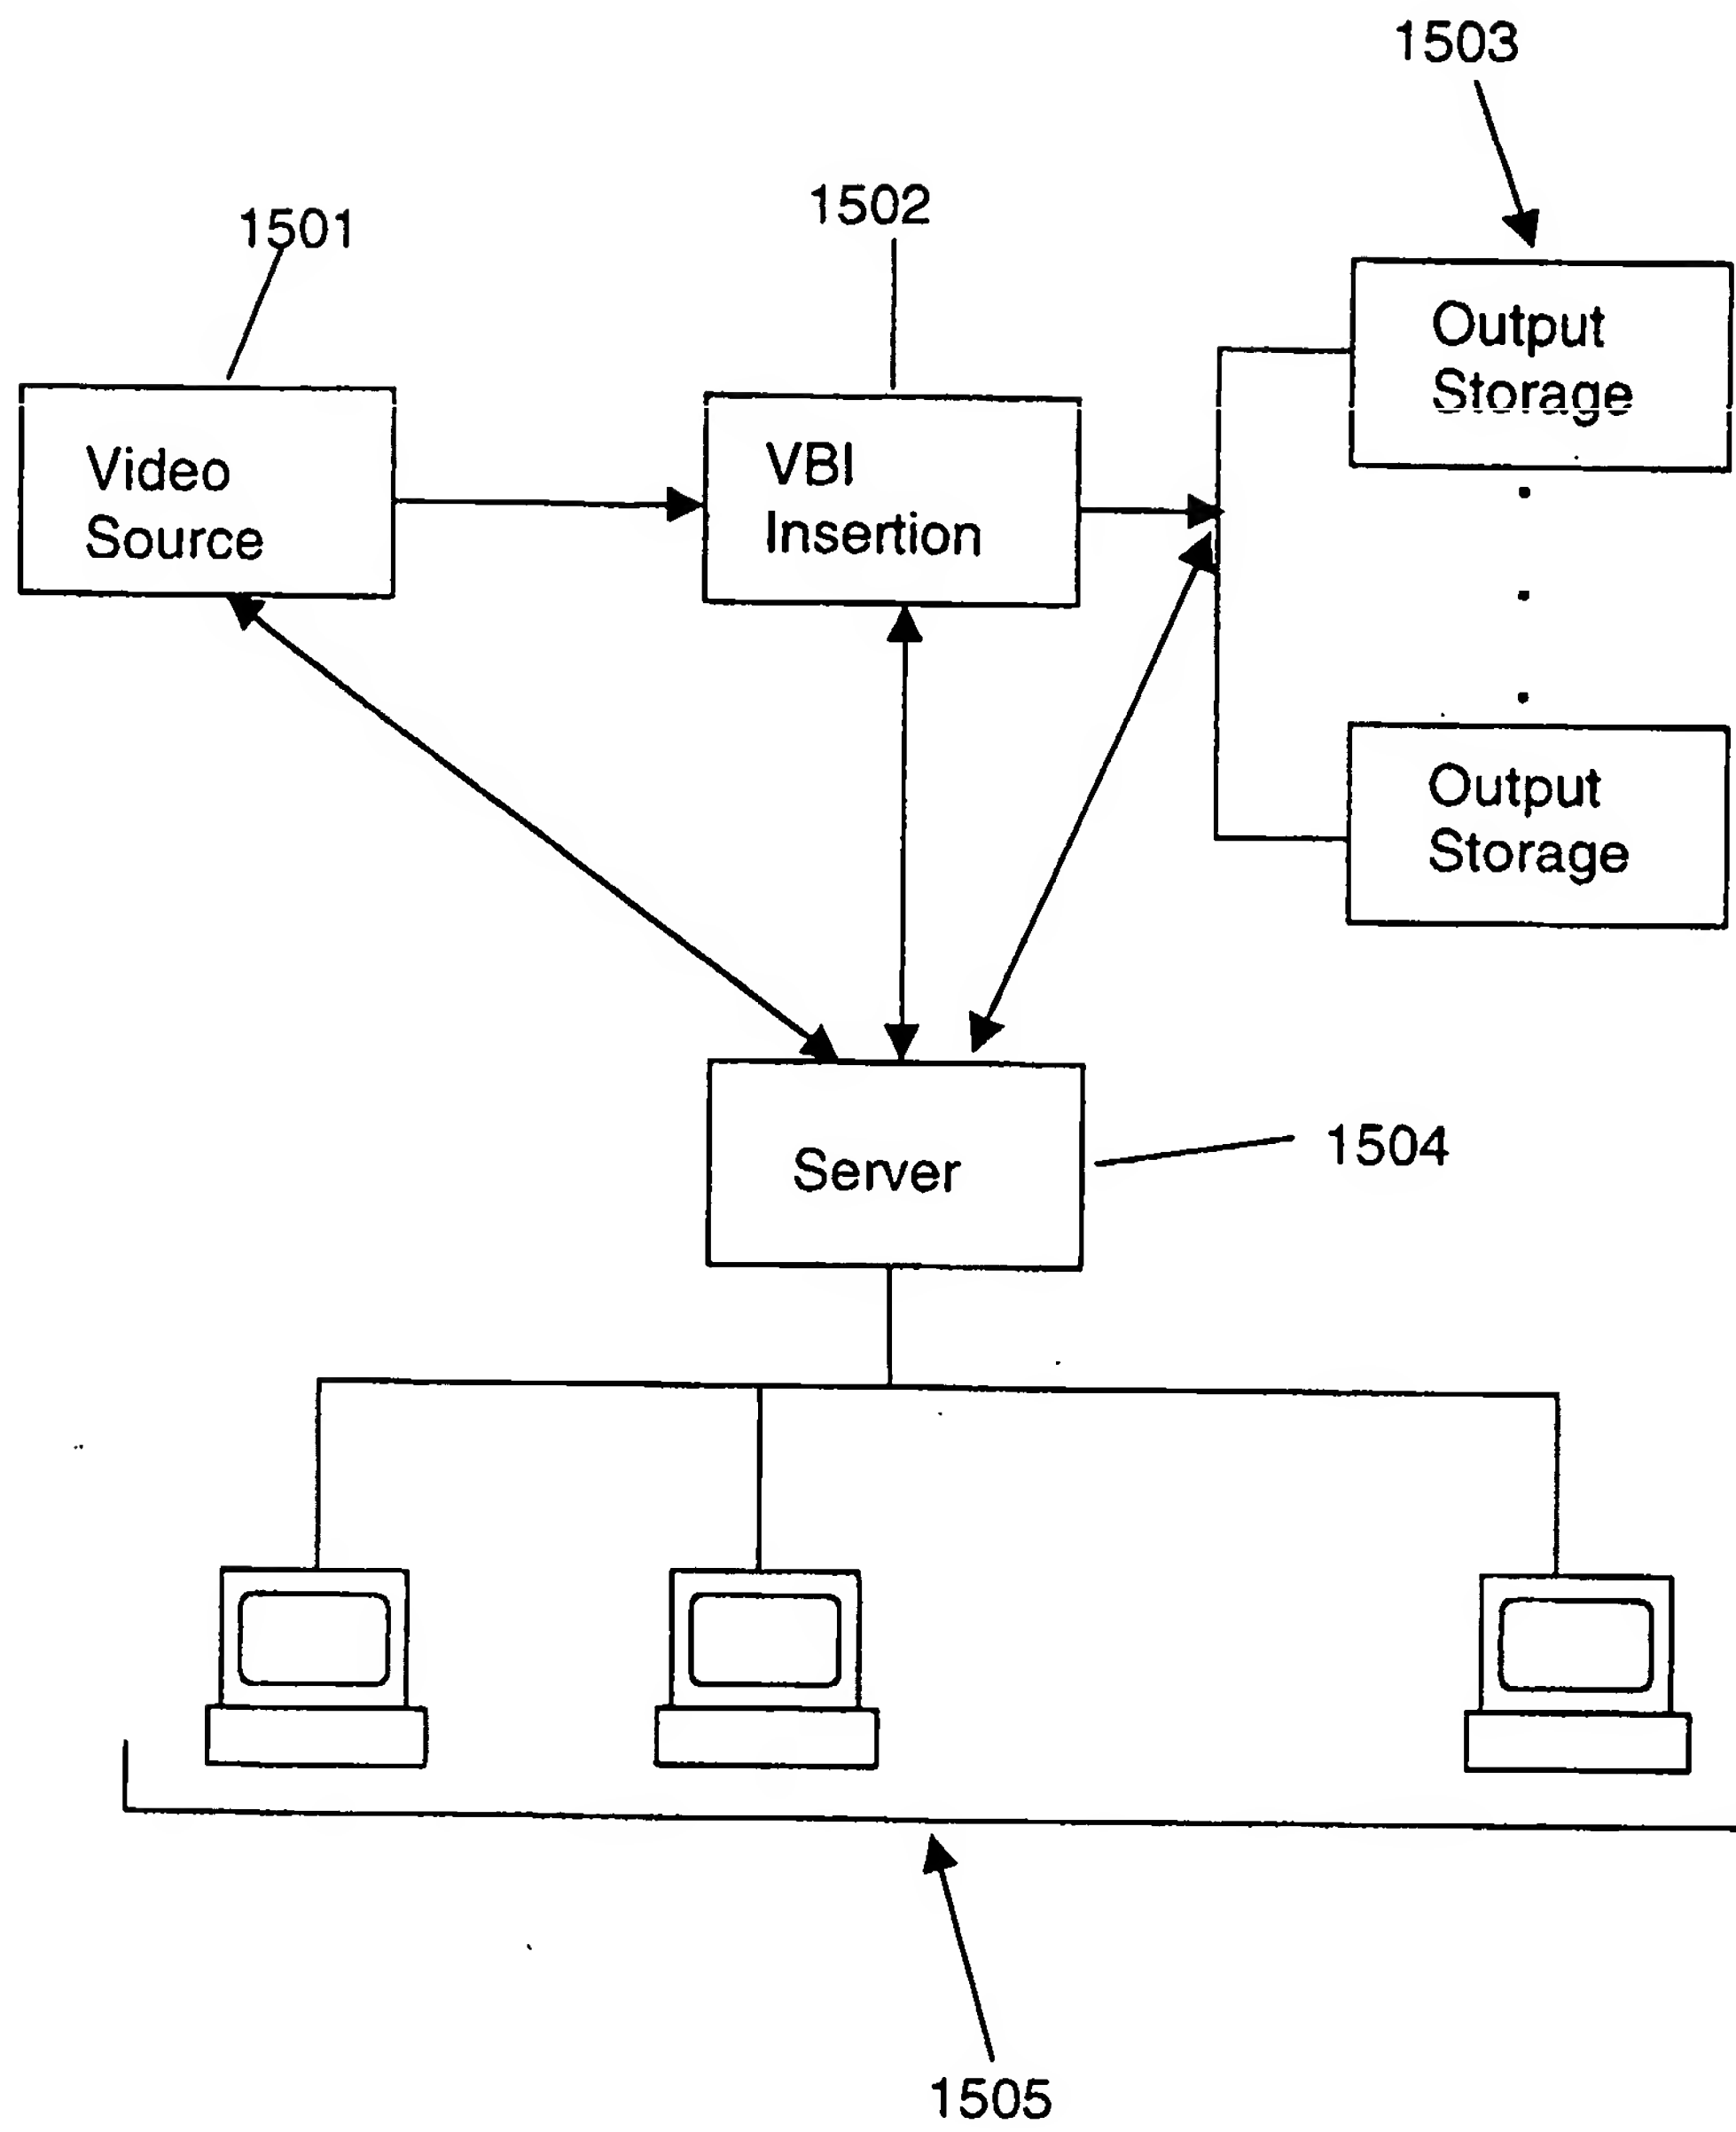 1503
1502
1501
Output
Storage
VBI
Insertion
Video
Source
Output
Storage
1504
Server
1505